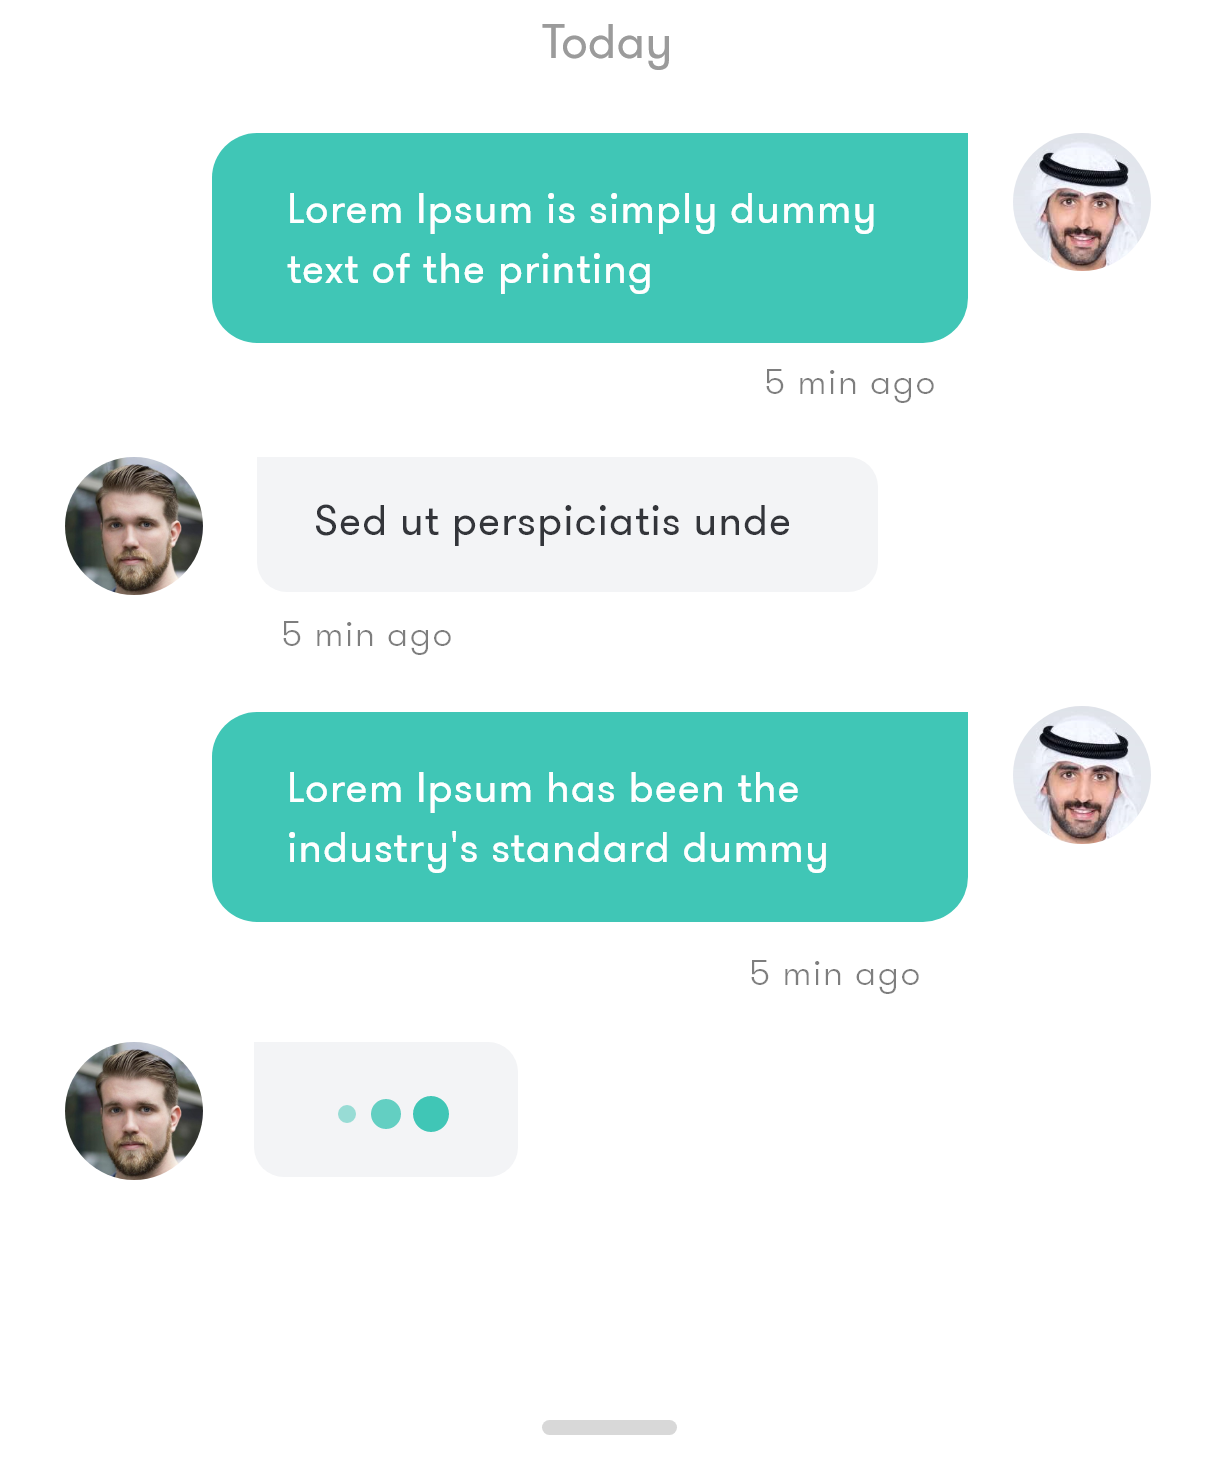 Today
Lorem Ipsum is simply dummy
text of the printing
5 min ago
Sed ut perspiciatis unde
5 min ago
Lorem Ipsum has been the
industry's standard dummy
5 min ago